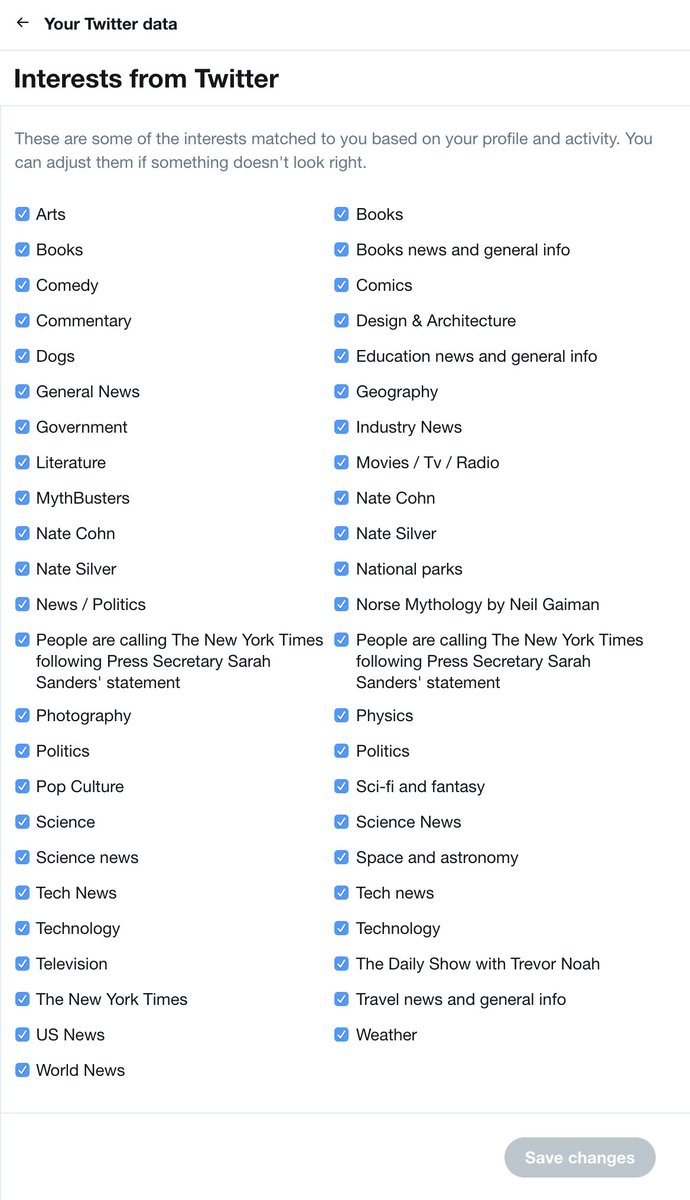 Your Twitter data
Interests from Twitter
These are some of the interests matched to you based on your profile and activity. You
can adjust them if something doesn't look right.
Arts
Books
Books
Books news and general info
Comedy
Comics
Commentary
Design & Architecture
Dogs
Education news and general info
General News
Geography
Government
Industry News
Literature
Movies / Tv / Radio
MythBusters
Nate Cohn
Nate Cohn
Nate Silver
Nate Silver
National parks
News / Politics
Norse Mythology by Neil Gaiman
People are calling The New York Times
following Press Secretary Sarah
Sanders' statement
People are calling The New York Times
following Press Secretary Sarah
Sanders' statement
Photography
Physics
Politics
Politics
Pop Culture
Sci-fi and fantasy
Science
Science News
Science news
Space and astronomy
Tech News
Tech news
Technology
Technology
Television
The Daily Show with Trevor Noah
The New York Times
Travel news and general info
US News
Weather
World News
Save changes